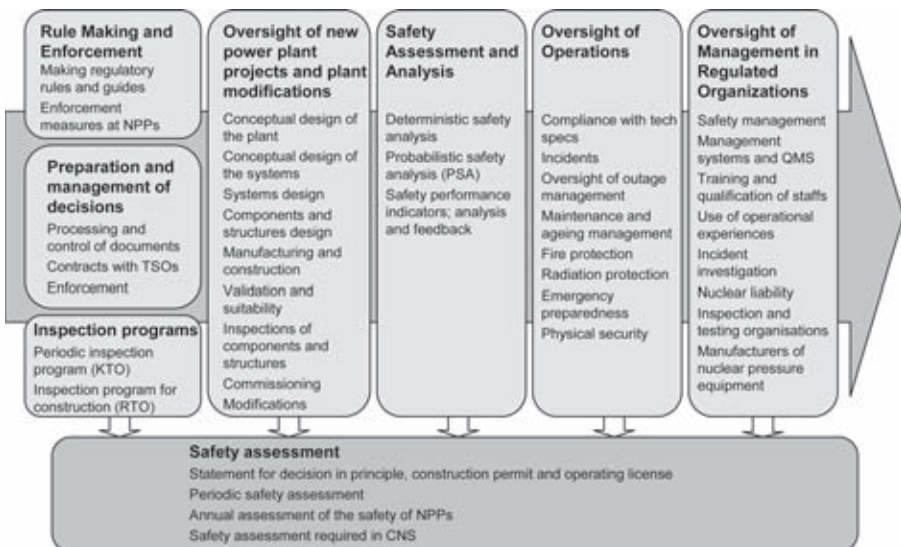 Rule Making and
Enforcement
Making regulatory
rules and guides
Enforcement
measures at NPPs
Preparation and
management of
decisions
Processing and
control of documents
Contracts with TSOs
Enforcement
Inspection programs
Periodic inspection
program (KTO)
Inspection program for
construction (RTO)
Oversight of new
power plant
projects and plant
modifications
Conceptual design of
the plant
Conceptual design of
the systems
Systems design
Components and
structures design
Manufacturing and
construction
Validation and
suitability
Inspections of
components and
structures
Commissioning
Modifications
Safety
Assessment and
Analysis
Deterministic safety
analysis
Probabilistic safety
analysis (PSA)
Safety performance
indicators; analysis
and feedback
Oversight of
Operations
Compliance with tech
specs
Incidents
Oversight of outage
management
Maintenance and
ageing management
Fire protection
Radiation protection
Emergency
preparedness
Physical security
Oversight of
Management in
Regulated
Organizations
Safety management
Management
systems and QMS
Training and
qualification of staffs
Use of operational
experiences
Incident
investigation
Nuclear liability
Inspection and
testing organisations
Manufacturers of
nuclear pressure
equipment
Safety assessment
Statement for decision in principle, construction permit and operating license
Periodic safety assessment
Annual assessment of the safety of NPPs
Safety assessment required in CNS